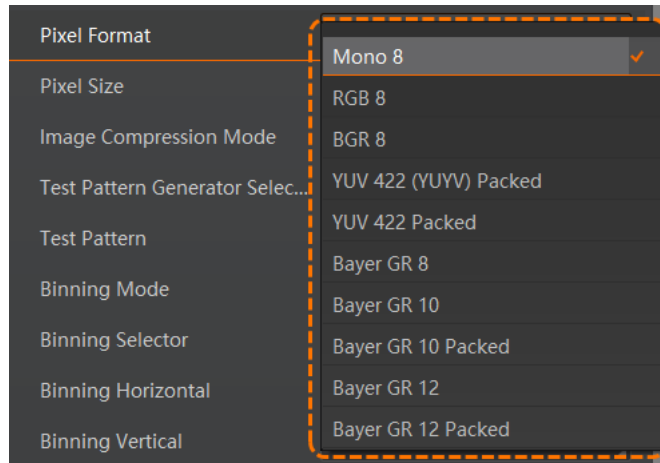 Pixel Format
Mono 8
Pixel Size
RGB 8
Image Compression Mode
BGR 8
Test Pattern Generator Selec...
YUV 422 (YUYV) Packed
YUV 422 Packed
Test Pattern
Bayer GR 8
Binning Mode
Bayer GR 10
Binning Selector
Bayer GR 10 Packed
Binning Horizontal
Bayer GR 12
Binning Vertical
Bayer GR 12 Packed